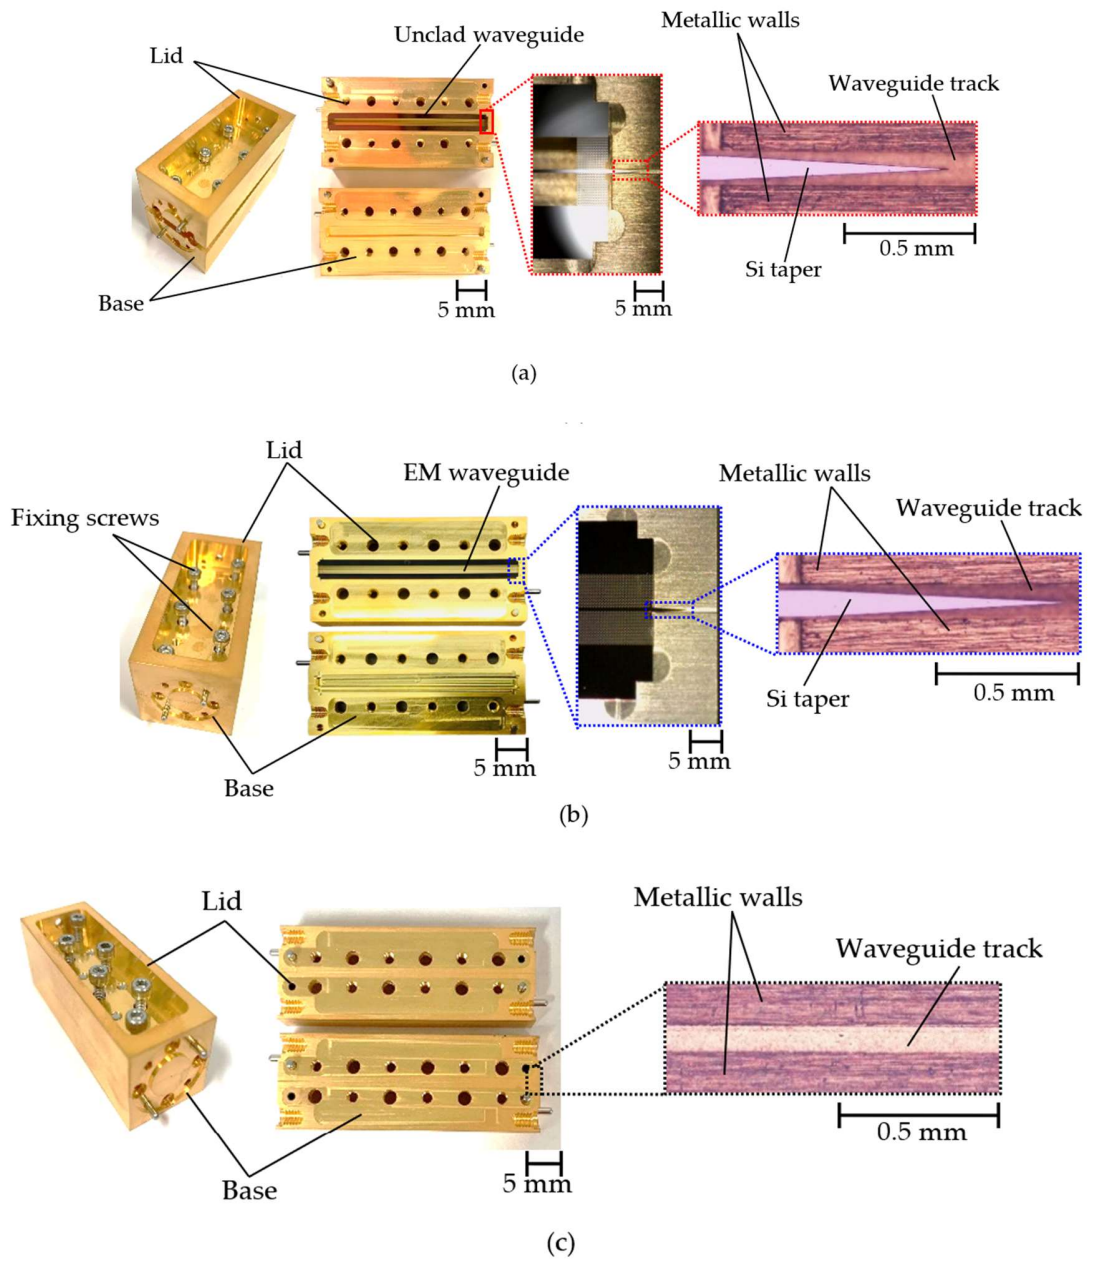 Metallic walls
Unclad waveguide
Lid
Waveguide track
0.5 mm
Si taper
Base
5 mm
5 mm
(a)
Lid
EM waveguide
Metallic walls
Waveguide track
Fixing screws
0.5 mm
Si taper
5 mm
5 mm
Base
(b)
Lid
Metallic walls
Waveguide track
0.5 mm
5 mm
Base
(c)